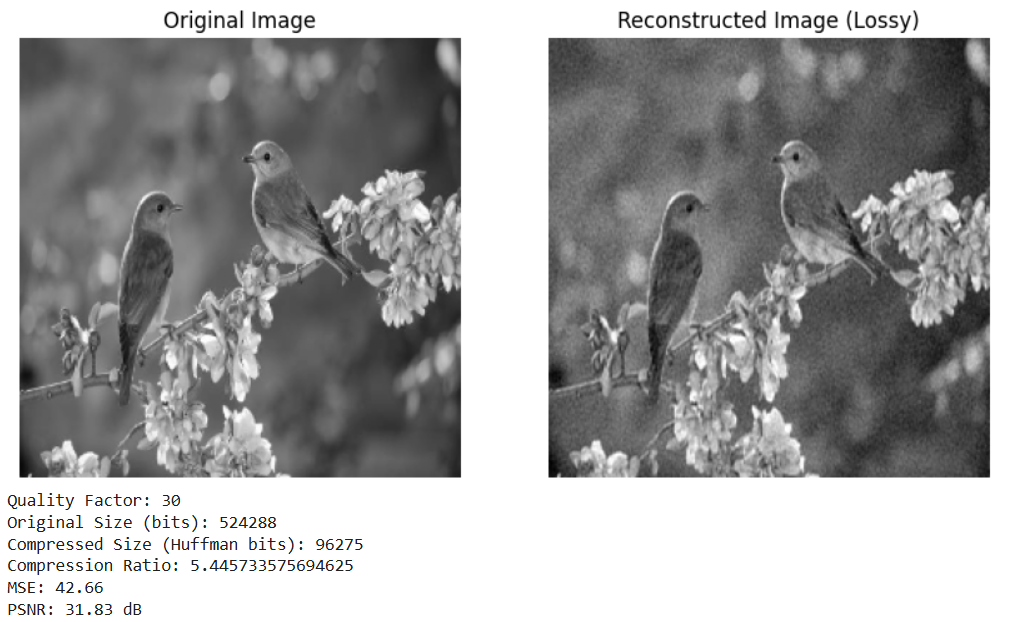 Original Image
Reconstructed Image (Lossy)
Quality Factor: 30
Original Size (bits): 524288
Compressed Size (Huffman bits): 96275
Compression Ratio: 5.445733575694625
MSE: 42.66
PSNR: 31.83 dB